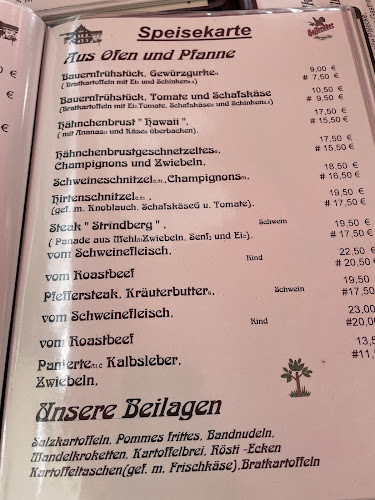 Speisekarte
Hasseröder
Aus Ofen und Pfanne
Bauernfrühstück, Gewürzgurke
( Bratkartoffeln mit Ei und Schinken
9,00 €
# 7,50 €
Bauernfrühstück, Tomate und Schafskäse
( Bratkartoffeln mit Ei, Tomate, Schafskäse und Schinken
10,50 €
# 9,50 €
Hähnchenbrust " Hawaii ",
( mit Ananas und Käse überbacken).
17,50 €
# 15,50 €
Hähnchenbrustgeschnetzeltes,
Champignons und Zwiebeln,
17,50 €
# 15,50 €
Schweineschnitzel, Champignons
18,50 €
# 16,50 €
Hirtenschnitzel
(gef. m. Knoblauch, SchafskäseG u. Tomate).
19,50 €
# 17,50 €
Steak " Strindberg " , Schwein
( Panade aus Mehl, Zwiebeln, Senf und Ei
vom Schweinefleisch,
19,50 €
# 17,50 €
vom Roastbeef
Rind
22,50 €
# 20,50 €
Pfeffersteak, Kräuterbutter, Schwein
vom Schweinefleisch,
19,50
#17,50
vom Roastbeef
Rind
23,00
#20,00
Panierte Kalbsleber,
Zwiebeln,
13,5
#11,
Unsere Beilagen
Salzkartoffeln, Pommes frittes, Bandnudeln,
Mandelkroketten, Kartoffelbrei, Rösti -Ecken
Kartoffeltaschen(gef. m. Frischkäse),Bratkartoffeln